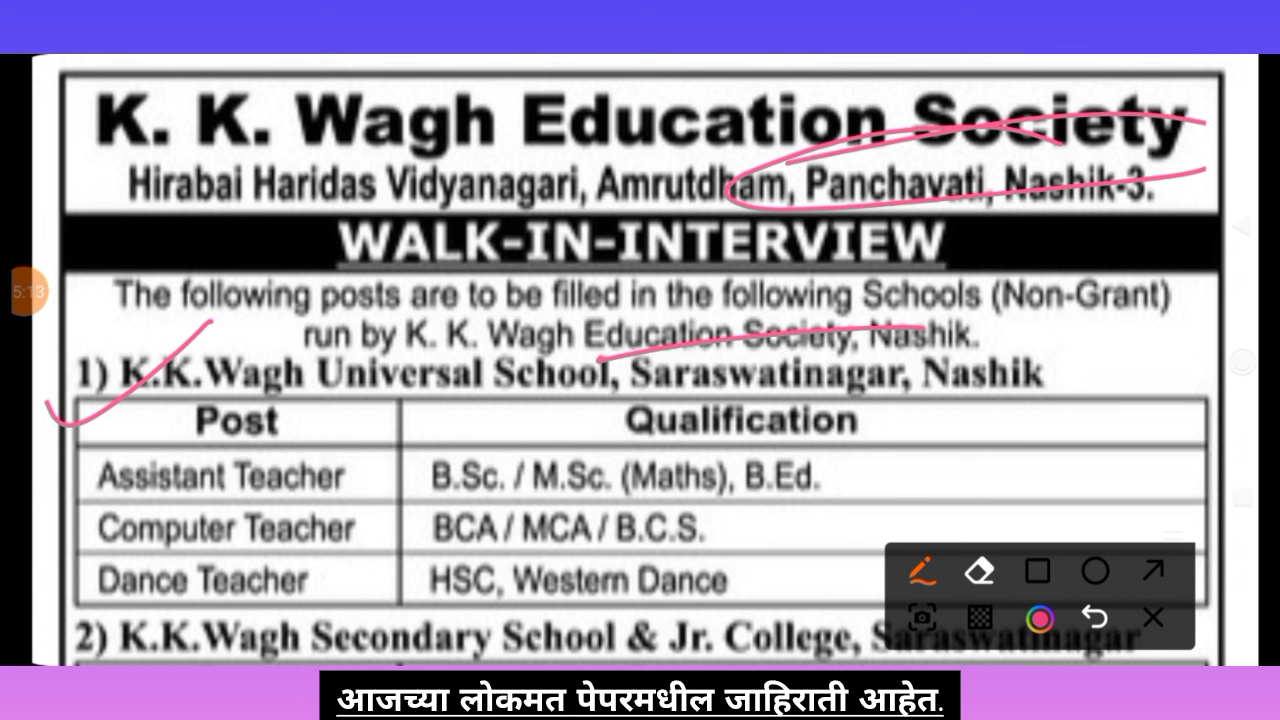 K. K. Wagh Education Society
Hirabai Haridas Vidyanagari, Amrutdham, Panchavati, Nashik-3.
WALK-IN-INTERVIEW
The following posts are to be filled in the following Schools (Non-Grant)
run by K. K. Wagh Education Society, Nashik.
5:13
1) K.K.Wagh Universal School, Saraswatinagar, Nashik
Post Qualification
Assistant Teacher B.Sc. / M.Sc. (Maths), B.Ed.
Computer Teacher BCA / MCA / B.C.S.
Dance Teacher HSC, Western Dance
2) K.K.Wagh Secondary School & Jr. College, Saraswatinagar
आजच्या लोकमत पेपरमधील जाहिराती आहेत.